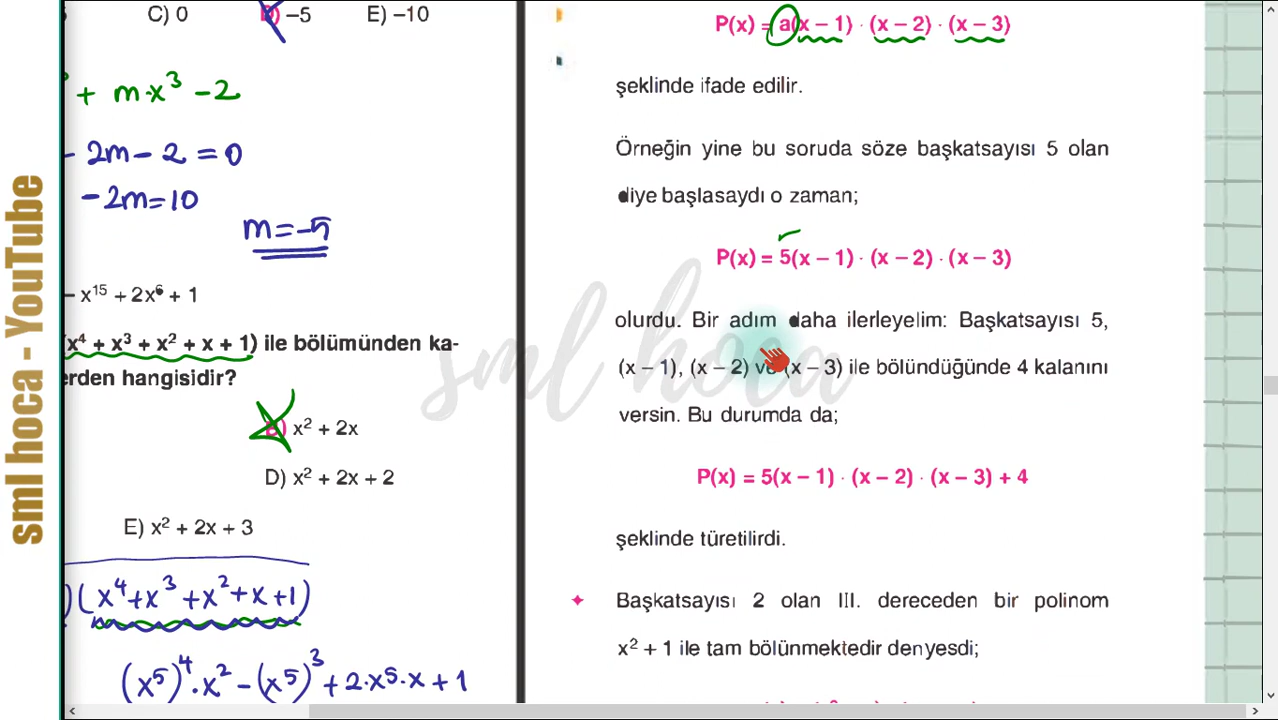 C) 0 D) –5 E) –10
+ m·x³ – 2
– 2m – 2 = 0
– 2m = 10
m = –5
– x¹⁵ + 2x⁶ + 1
(x⁴ + x³ + x² + x + 1) ile bölümünden ka-
erden hangisidir?
B) x² + 2x
D) x² + 2x + 2
E) x² + 2x + 3
)(x⁴+x³+x²+x+1)
(x⁵)⁴·x² – (x⁵)³ + 2·x⁵·x + 1
P(x) = a(x – 1) · (x – 2) · (x – 3)
şeklinde ifade edilir.
Örneğin yine bu soruda söze başkatsayısı 5 olan
diye başlasaydı o zaman;
P(x) = 5(x – 1) · (x – 2) · (x – 3)
olurdu. Bir adım daha ilerleyelim: Başkatsayısı 5,
(x – 1), (x – 2) ve (x – 3) ile bölündüğünde 4 kalanını
versin. Bu durumda da;
P(x) = 5(x – 1) · (x – 2) · (x – 3) + 4
şeklinde türetilirdi.
Başkatsayısı 2 olan III. dereceden bir polinom
x² + 1 ile tam bölünmektedir denyesdi;
sml hoca
sml hoca - YouTube